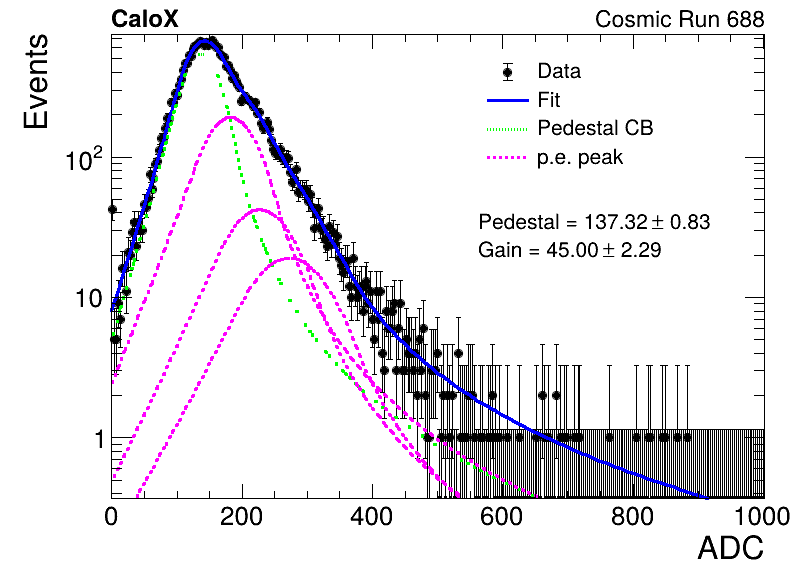 CaloX Cosmic Run 688
Events
Data
Fit
Pedestal CB
p.e. peak
Pedestal = 137.32 ± 0.83
Gain = 45.00 ± 2.29
10²
10
1
0 200 400 600 800 1000
ADC